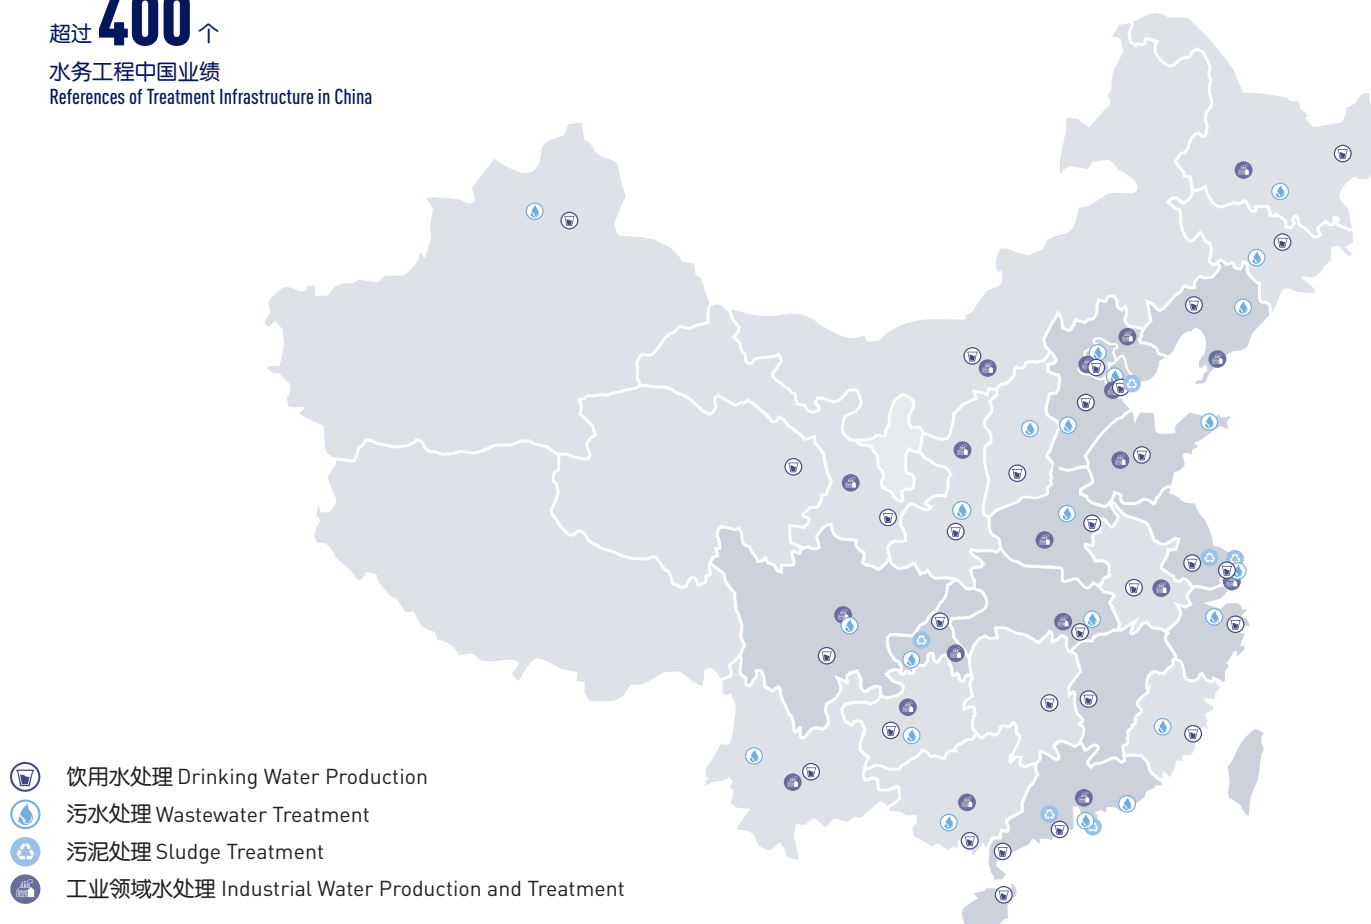 超过 400 个
水务工程中国业绩
References of Treatment Infrastructure in China
饮用水处理 Drinking Water Production
污水处理 Wastewater Treatment
污泥处理 Sludge Treatment
工业领域水处理 Industrial Water Production and Treatment